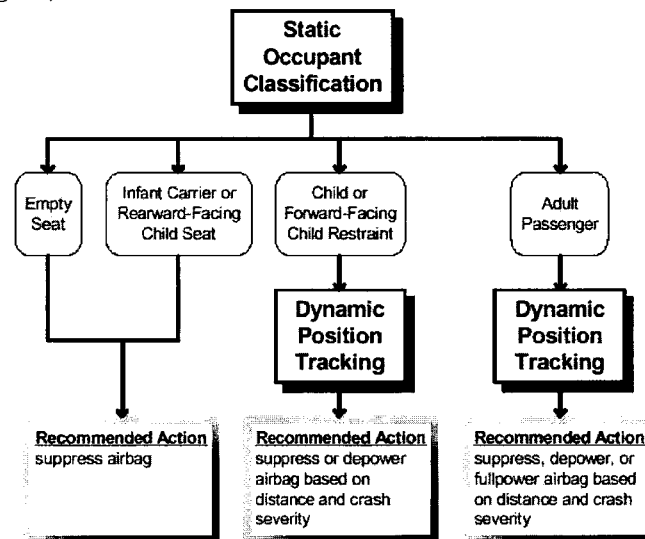 Static
Occupant
Classification
Empty
Seat
Infant Carrier or
Rearward-Facing
Child Seat
Child or
Forward-Facing
Child Restraint
Adult
Passenger
Dynamic
Position
Tracking
Dynamic
Position
Tracking
Recommended Action
suppress airbag
Recommended Action
suppress or depower
airbag based on
distance and crash
severity
Recommended Action
suppress, depower, or
fullpower airbag based
on distance and crash
severity